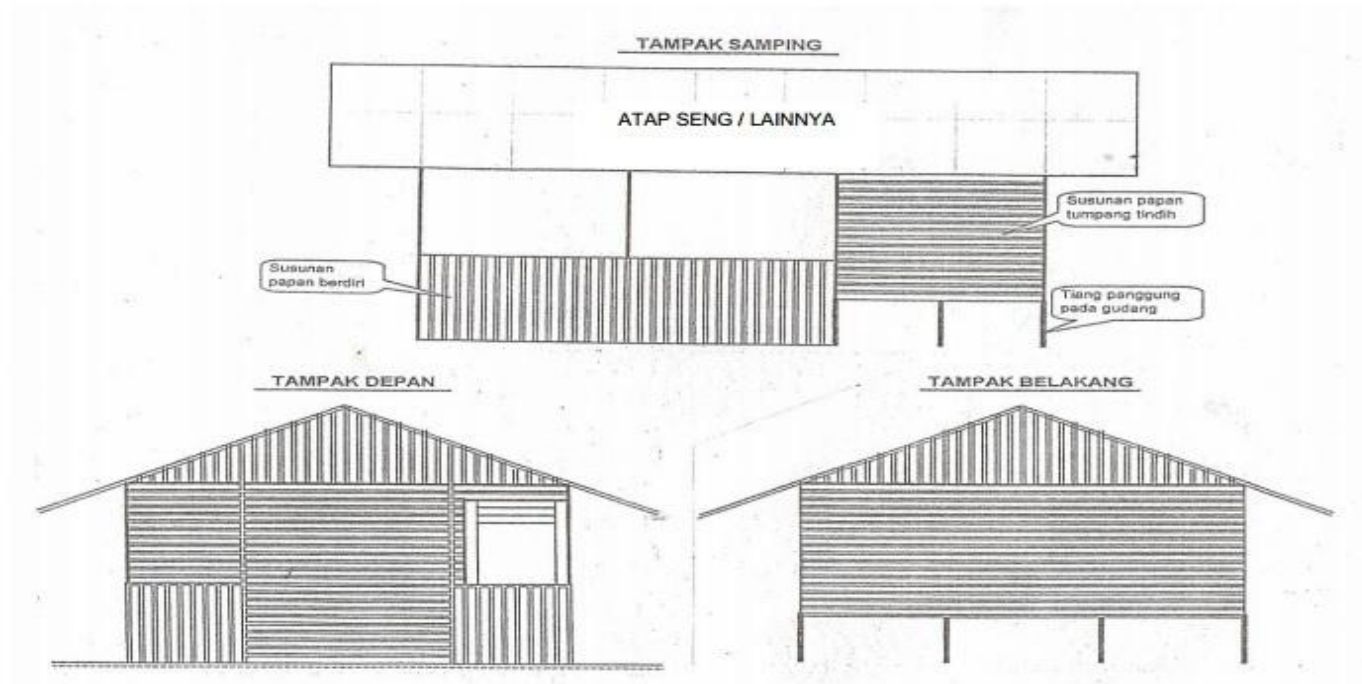 TAMPAK SAMPING
ATAP SENG / LAINNYA
Susunan papan
tumpang tindih
Susunan
papan berdiri
Tiang panggung
pada gudang
TAMPAK DEPAN
TAMPAK BELAKANG